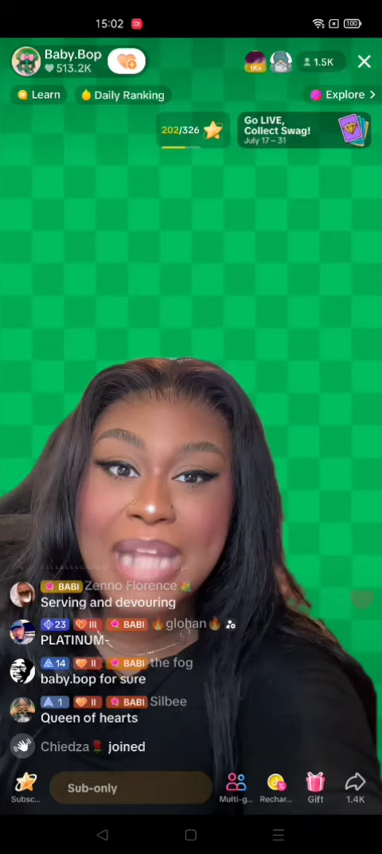 15:02
100
Baby.Bop
513.2K
1K+
1.5K
Learn
Daily Ranking
Explore >
202/326
Go LIVE,
Collect Swag!
July 17 – 31
BABI Zenno Florence
Serving and devouring
23 III BABI glohan
PLATINUM-
14 II BABI the fog
baby.bop for sure
1 II BABI Silbee
Queen of hearts
Chiedza joined
Sub-only
Subsc...
Multi-g...
Rechar...
Gift
1.4K